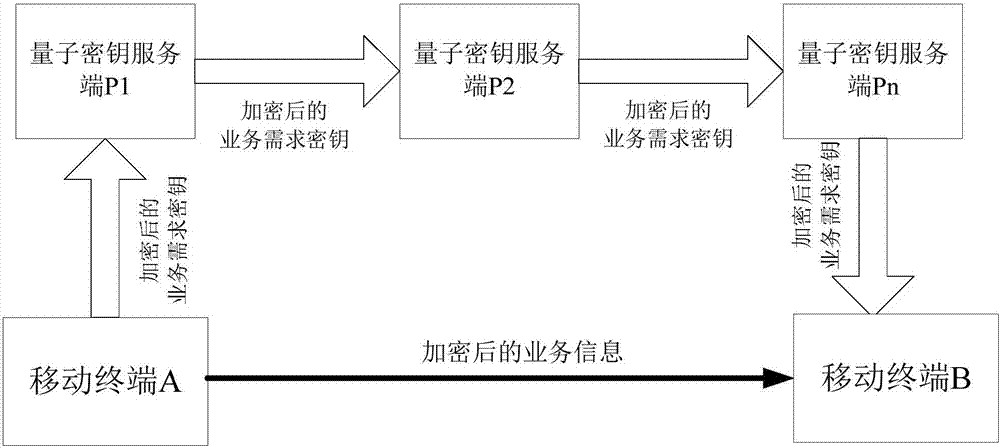 量子密钥服务
端P1
量子密钥服务
端P2
量子密钥服务
端Pn
加密后的
业务需求密钥
加密后的
业务需求密钥
加密后的
业务需求密钥
加密后的
业务需求密钥
移动终端A
加密后的业务信息
移动终端B